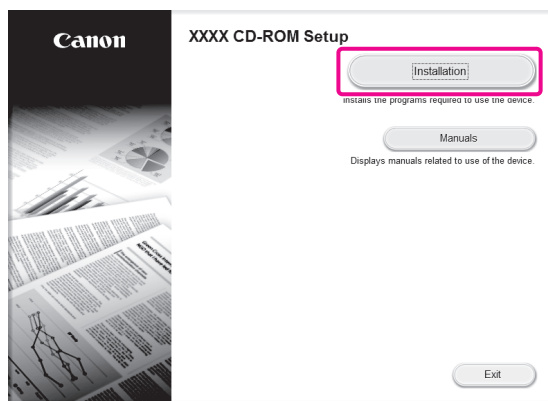 Canon
XXXX CD-ROM Setup
Installation
Installs the programs required to use the device.
Manuals
Displays manuals related to use of the device.
Exit